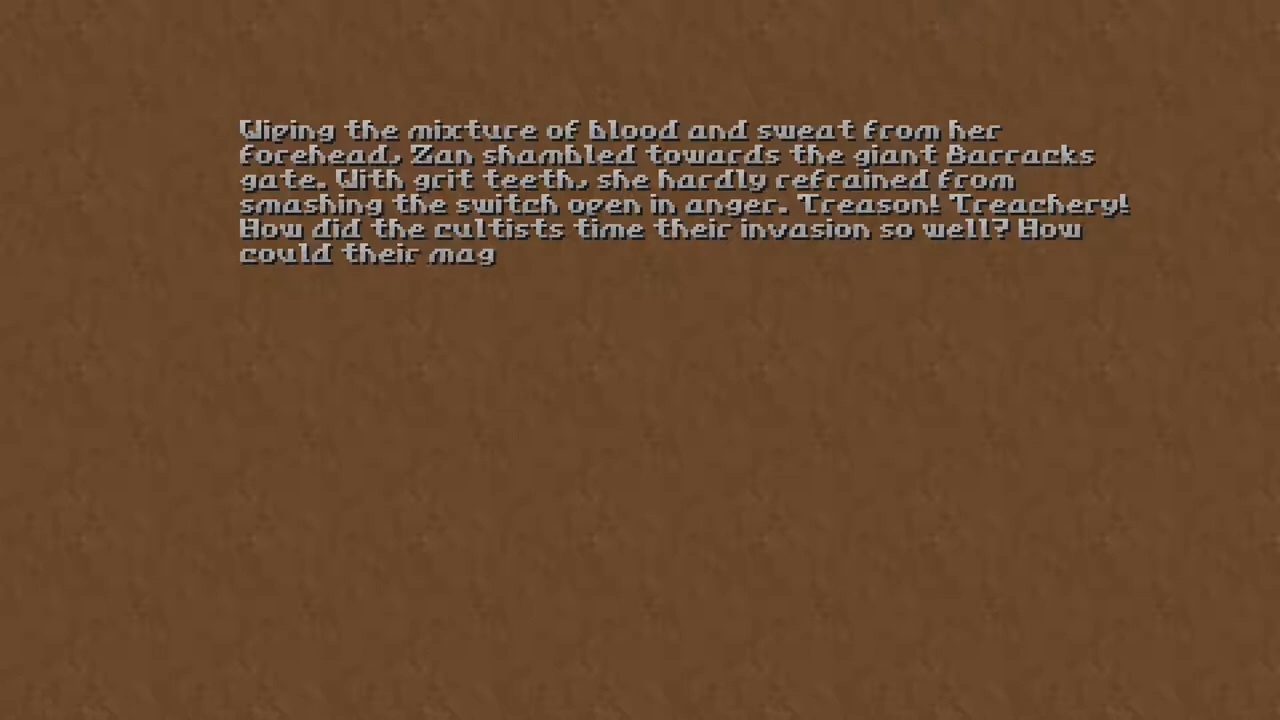 Wiping the mixture of blood and sweat from her
forehead, Zan shambled towards the giant Barracks
gate. With grit teeth, she hardly refrained from
smashing the switch open in anger. Treason! Treachery!
How did the cultists time their invasion so well? How
could their mag